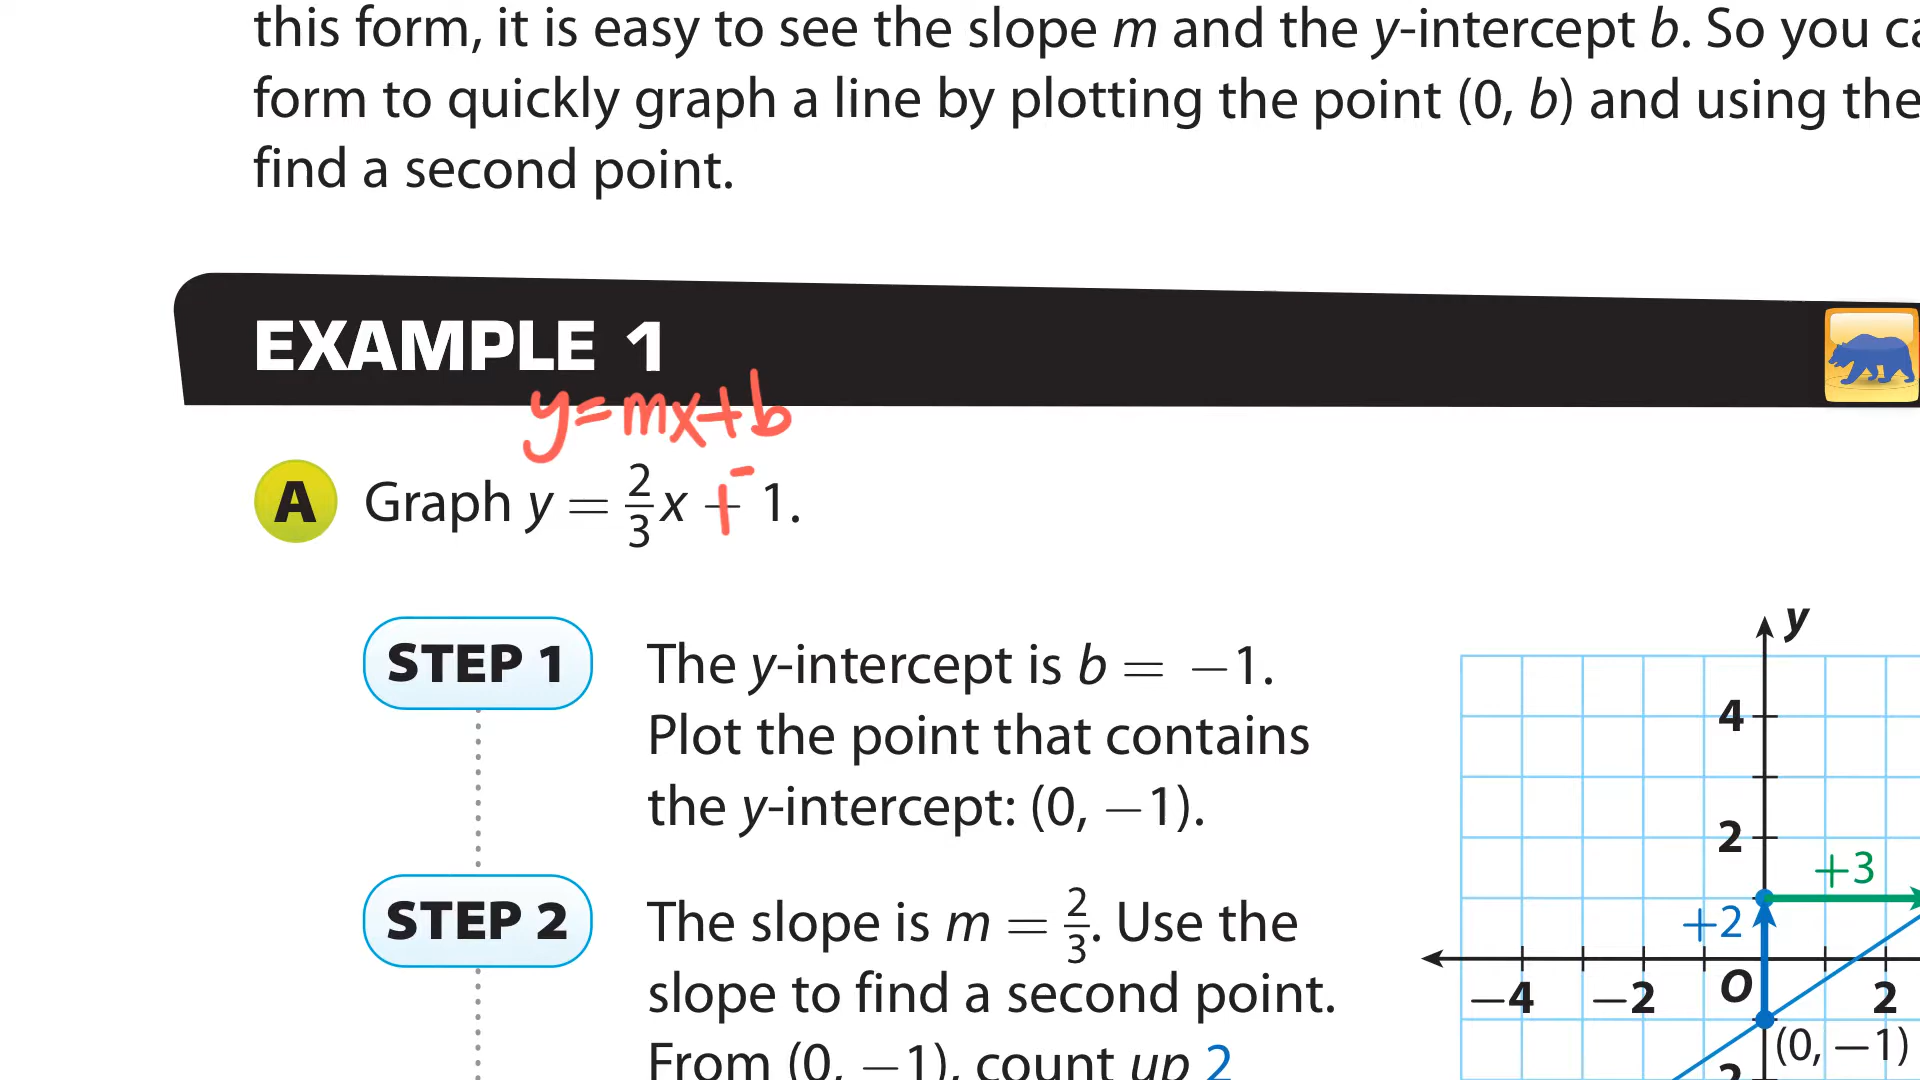 this form, it is easy to see the slope m and the y-intercept b. So you
form to quickly graph a line by plotting the point (0, b) and using the
find a second point.
EXAMPLE 1
y=mx+b
A Graph y = 2/3 x + -1.
STEP 1 The y-intercept is b = −1.
Plot the point that contains
the y-intercept: (0, −1).
STEP 2 The slope is m = 2/3. Use the
slope to find a second point.
From (0, −1), count up 2
y
4
2
+3
+2
−4 −2 O 2
(0, −1)